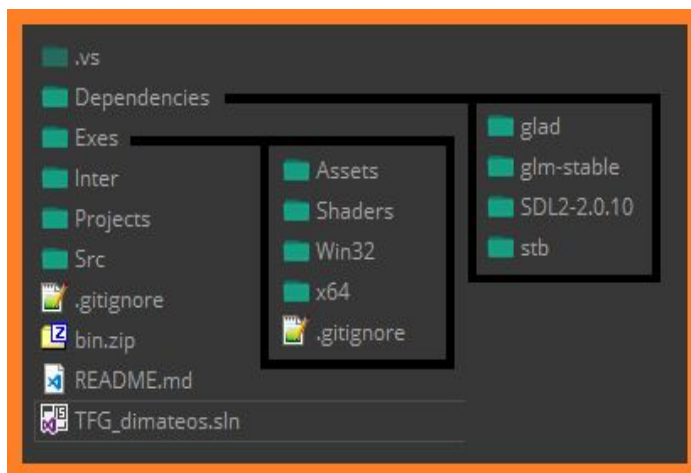 .vs
Dependencies
Exes
Inter
Projects
Src
.gitignore
bin.zip
README.md
TFG_dimateos.sln
Assets
Shaders
Win32
x64
.gitignore
glad
glm-stable
SDL2-2.0.10
stb